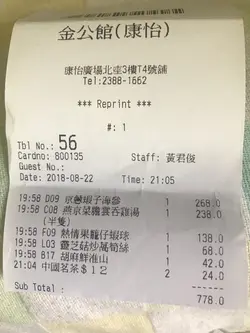 金公館(康怡)
康怡廣場北座3樓T4號舖
Tel:2388-1662
*** Reprint ***
#: 1
Tbl No.: 56
Cardno: 800135 Staff: 黃君俊
Guest No.:
Date: 2018-08-22 Time: 21:05
19:58 D09 京蔥蝦子海參 1 268.0
19:58 C08 燕京菜膽雲吞雞湯 1 238.0
(半隻)
19:58 F09 熱情果龍仔蝦球 1 138.0
19:58 L03 靈芝菇炒萵筍絲 1 68.0
19:58 B17 胡麻鮮淮山 1 42.0
21:04 中國茗茶$12 2 24.0
Sub Total : 778.0